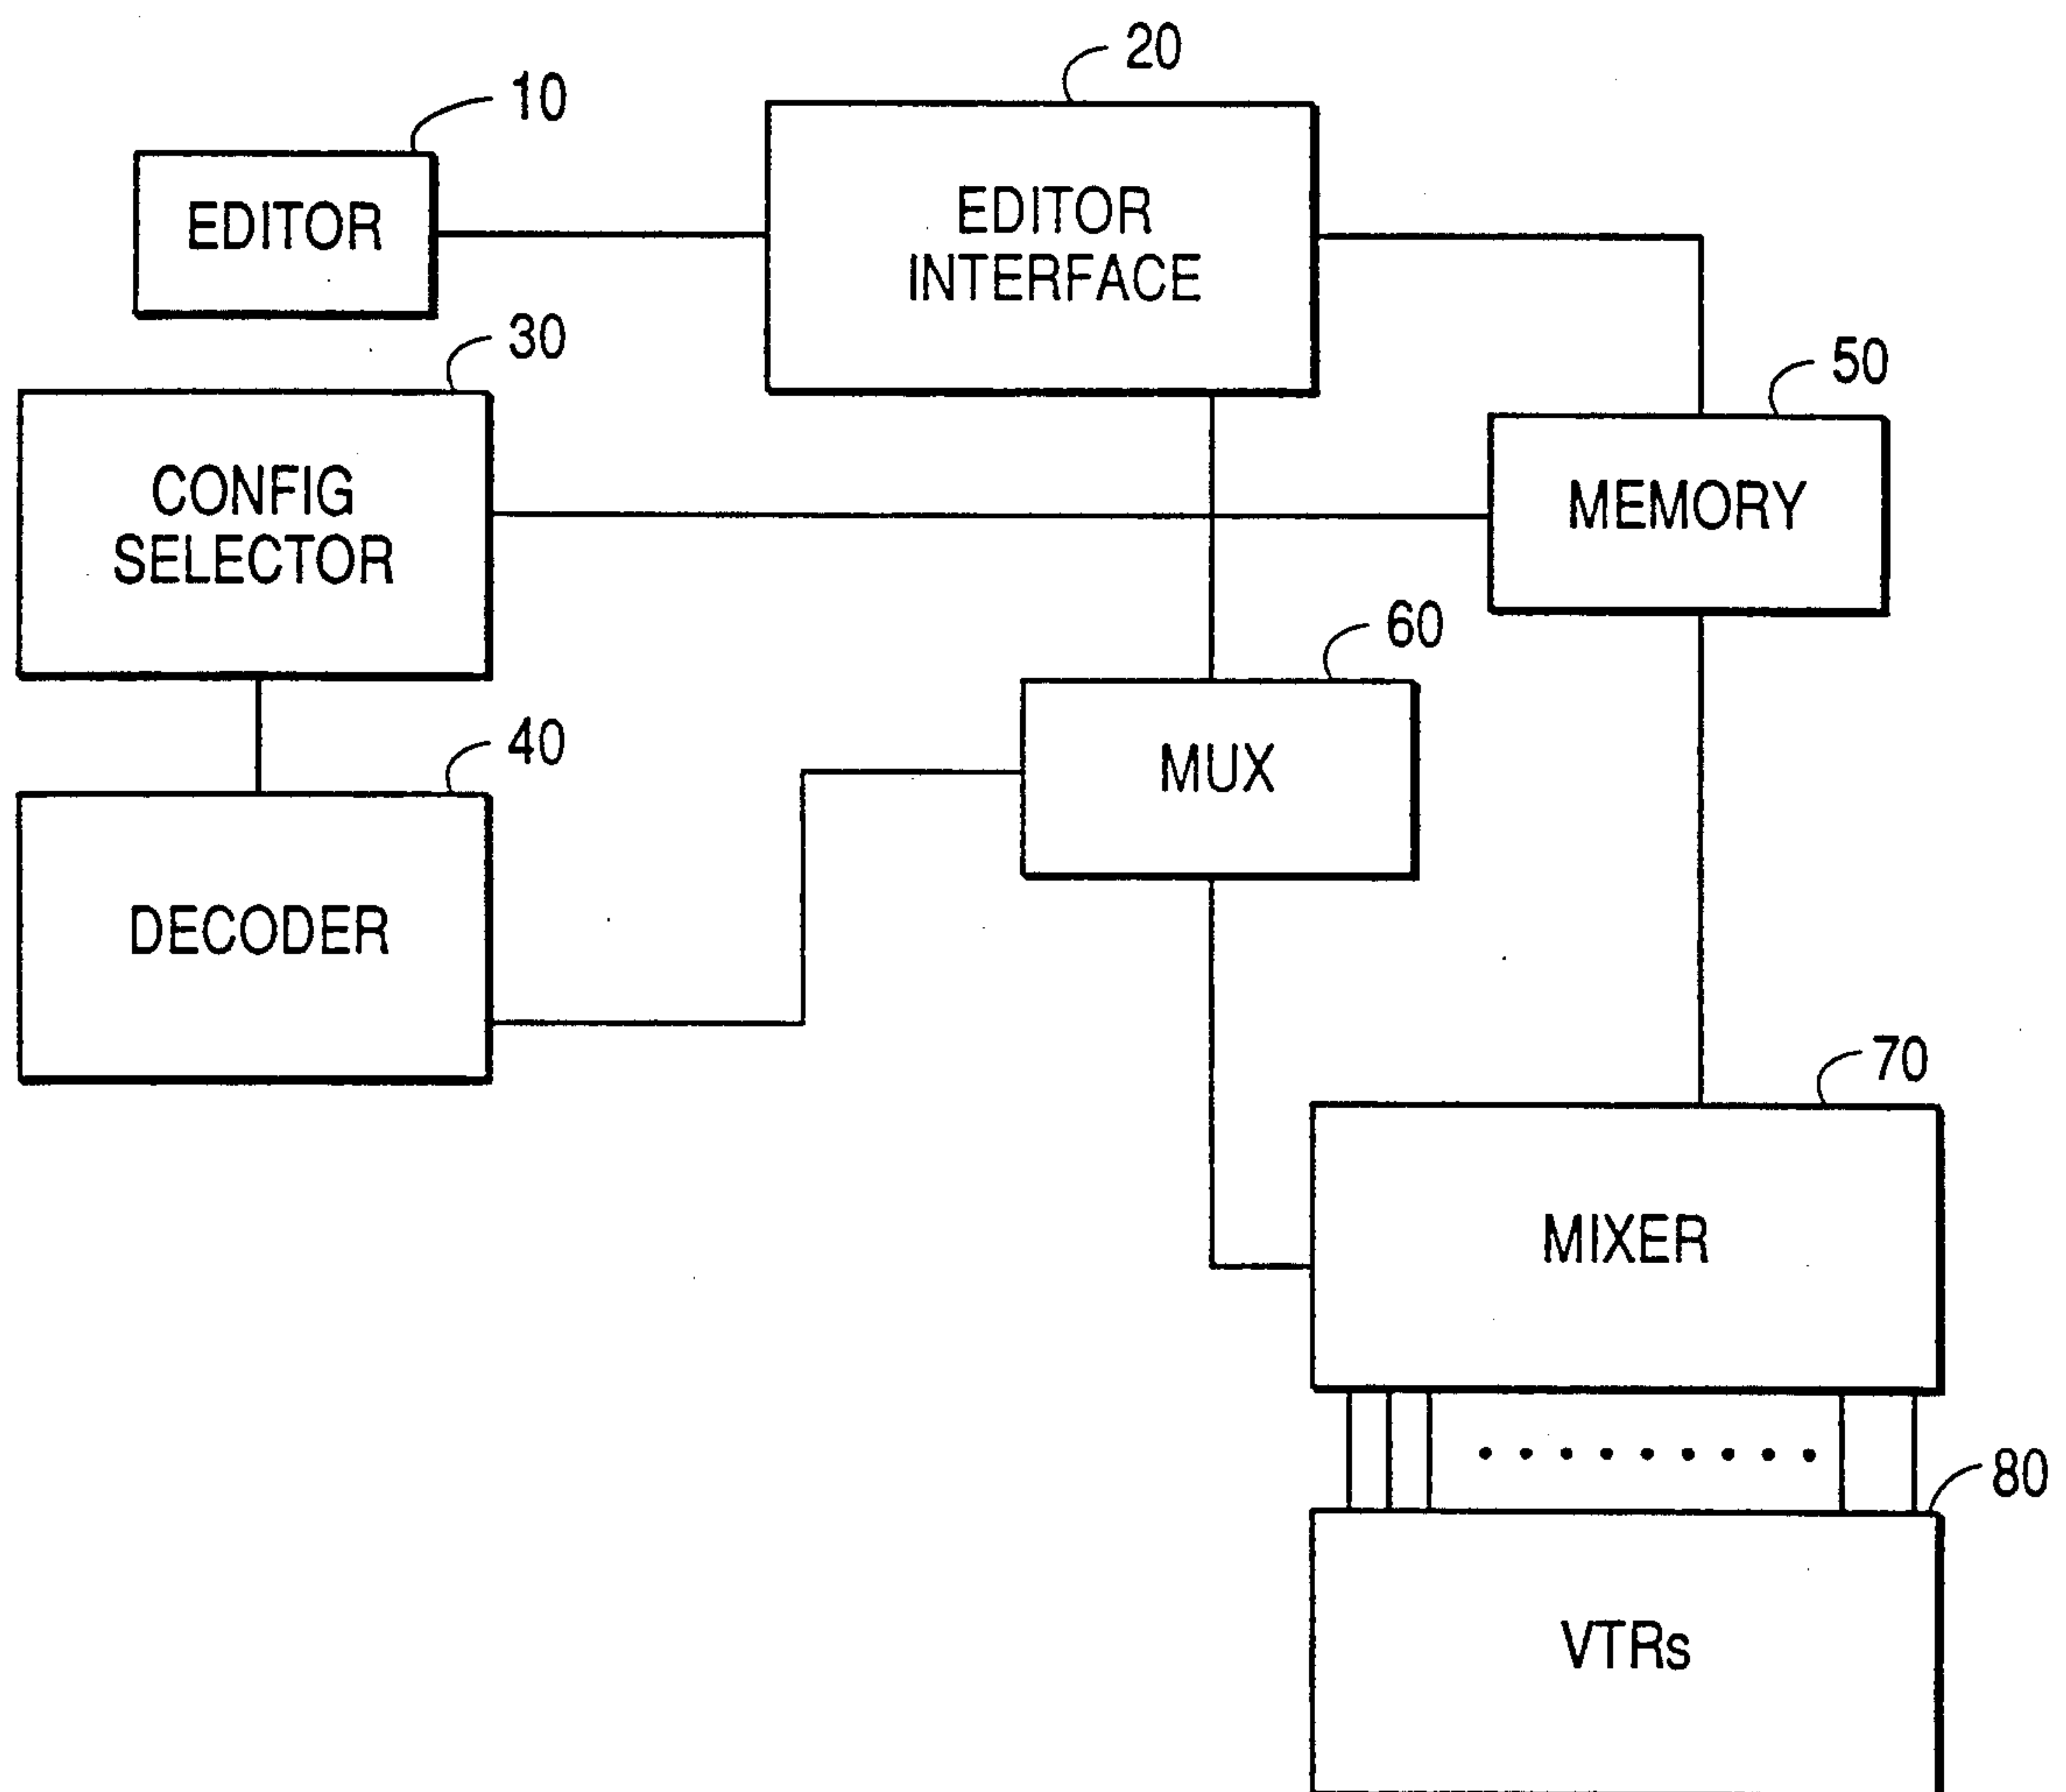 20
10
EDITOR
EDITOR
INTERFACE
30
50
CONFIG
SELECTOR
MEMORY
60
40
MUX
DECODER
70
MIXER
80
VTRs